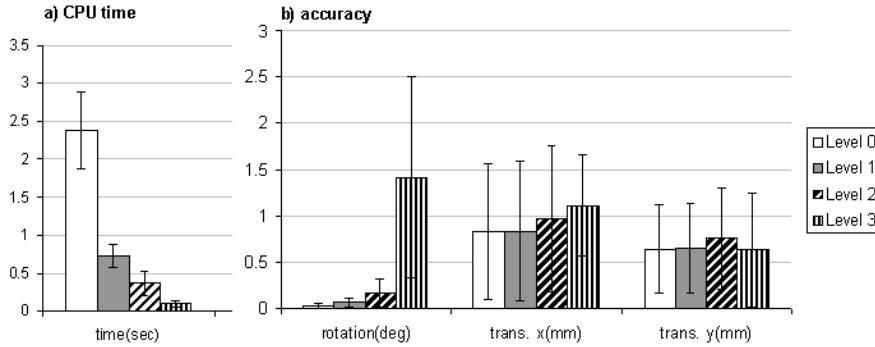 a) CPU time
3.5
3
2.5
2
1.5
1
0.5
0
time(sec)
b) accuracy
3
2.5
2
1.5
1
0.5
0
rotation(deg)
trans. x(mm)
trans. y(mm)
Level 0
Level 1
Level 2
Level 3